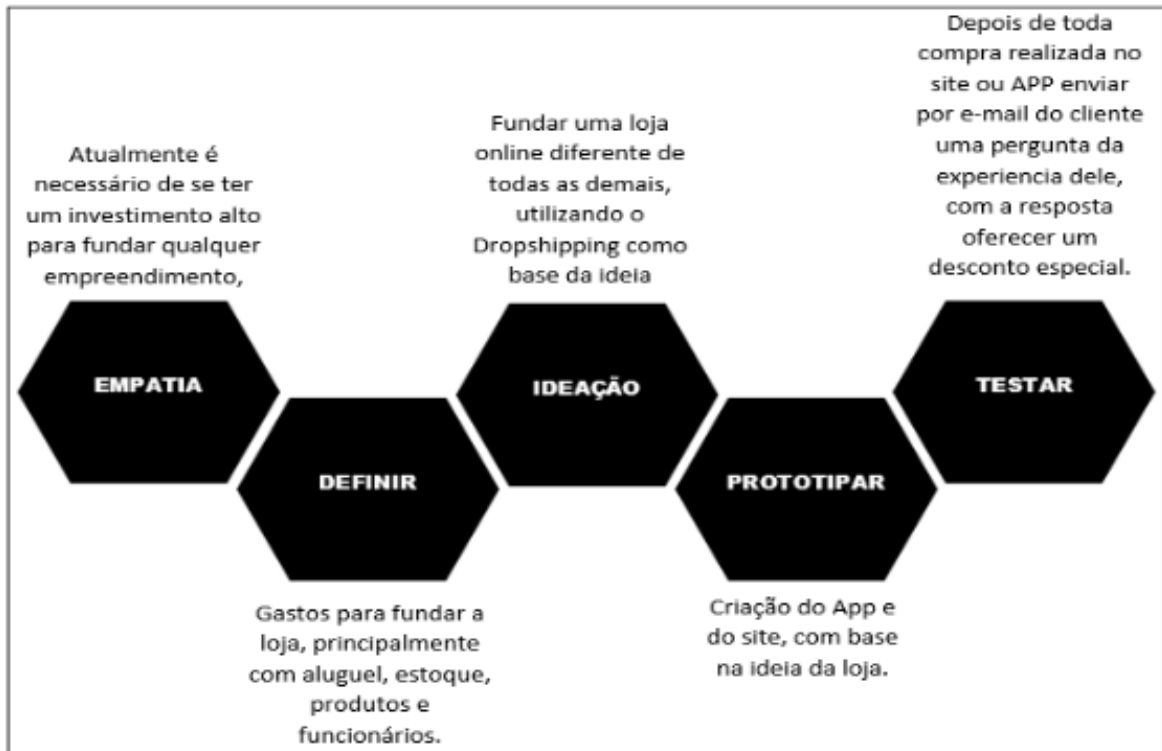 Atualmente é
necessário de se ter
um investimento alto
para fundar qualquer
empreendimento,
EMPATIA
DEFINIR
Gastos para fundar a
loja, principalmente
com aluguel, estoque,
produtos e
funcionários.
Fundar uma loja
online diferente de
todas as demais,
utilizando o
Dropshipping como
base da ideia
IDEAÇÃO
PROTOTIPAR
Criação do App e
do site, com base
na ideia da loja.
Depois de toda
compra realizada no
site ou APP enviar
por e-mail do cliente
uma pergunta da
experiencia dele,
com a resposta
oferecer um
desconto especial.
TESTAR